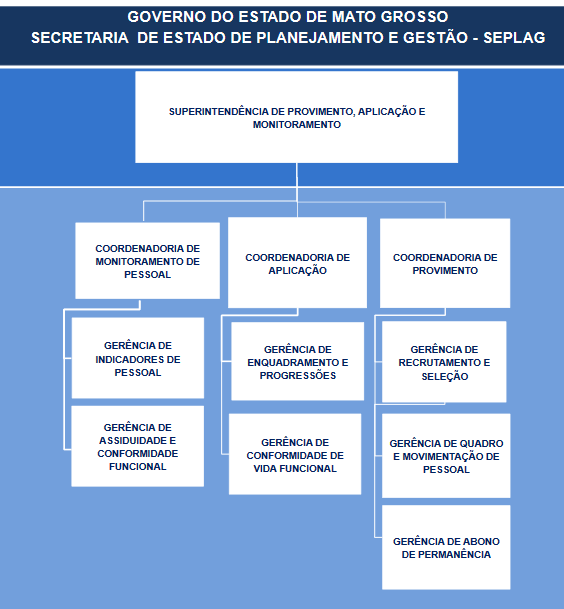 GOVERNO DO ESTADO DE MATO GROSSO
SECRETARIA DE ESTADO DE PLANEJAMENTO E GESTÃO - SEPLAG
SUPERINTENDÊNCIA DE PROVIMENTO, APLICAÇÃO E
MONITORAMENTO
COORDENADORIA DE
MONITORAMENTO DE
PESSOAL
GERÊNCIA DE
INDICADORES DE
PESSOAL
GERÊNCIA DE
ASSIDUIDADE E
CONFORMIDADE
FUNCIONAL
COORDENADORIA DE
APLICAÇÃO
GERÊNCIA DE
ENQUADRAMENTO E
PROGRESSÕES
GERÊNCIA DE
CONFORMIDADE DE
VIDA FUNCIONAL
COORDENADORIA DE
PROVIMENTO
GERÊNCIA DE
RECRUTAMENTO E
SELEÇÃO
GERÊNCIA DE QUADRO
E MOVIMENTAÇÃO DE
PESSOAL
GERÊNCIA DE ABONO
DE PERMANÊNCIA